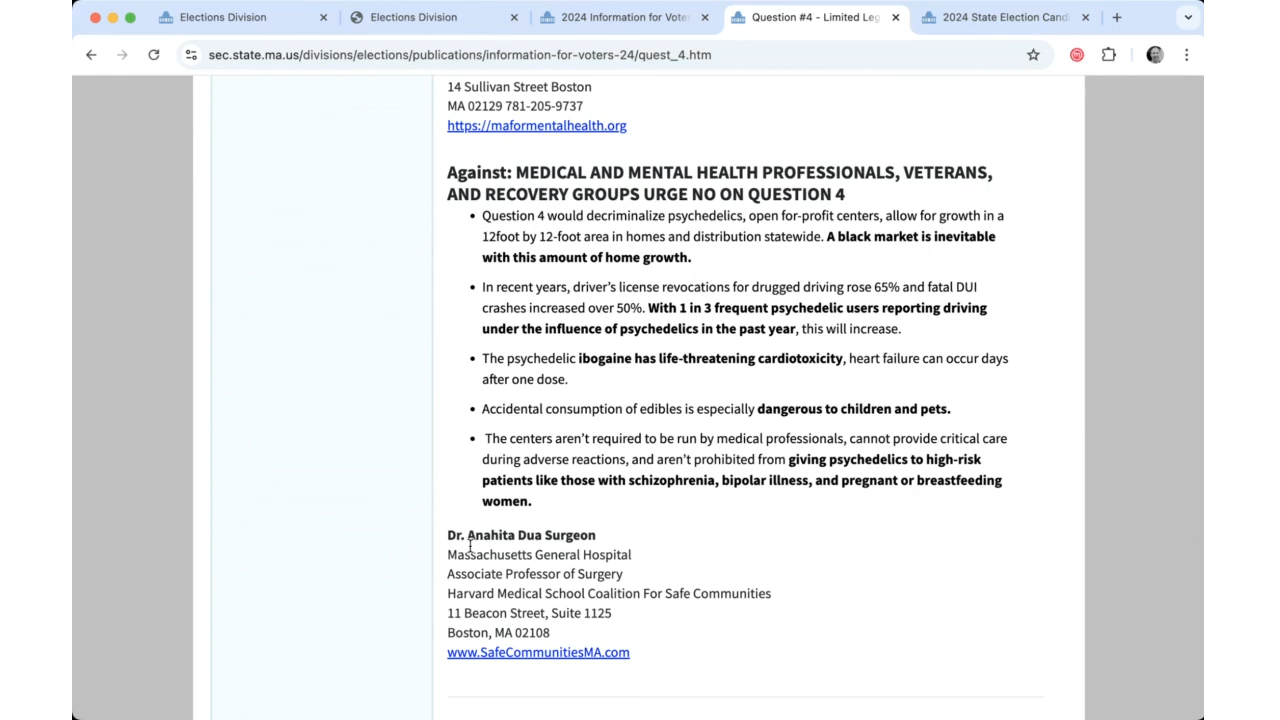 Elections Division
Elections Division
2024 Information for Voter
Question #4 - Limited Leg
2024 State Election Candi
sec.state.ma.us/divisions/elections/publications/information-for-voters-24/quest_4.htm
14 Sullivan Street Boston
MA 02129 781-205-9737
https://maformentalhealth.org
Against: MEDICAL AND MENTAL HEALTH PROFESSIONALS, VETERANS,
AND RECOVERY GROUPS URGE NO ON QUESTION 4
• Question 4 would decriminalize psychedelics, open for-profit centers, allow for growth in a
12foot by 12-foot area in homes and distribution statewide. A black market is inevitable
with this amount of home growth.
• In recent years, driver's license revocations for drugged driving rose 65% and fatal DUI
crashes increased over 50%. With 1 in 3 frequent psychedelic users reporting driving
under the influence of psychedelics in the past year, this will increase.
• The psychedelic ibogaine has life-threatening cardiotoxicity, heart failure can occur days
after one dose.
• Accidental consumption of edibles is especially dangerous to children and pets.
• The centers aren't required to be run by medical professionals, cannot provide critical care
during adverse reactions, and aren't prohibited from giving psychedelics to high-risk
patients like those with schizophrenia, bipolar illness, and pregnant or breastfeeding
women.
Dr. Anahita Dua Surgeon
Massachusetts General Hospital
Associate Professor of Surgery
Harvard Medical School Coalition For Safe Communities
11 Beacon Street, Suite 1125
Boston, MA 02108
www.SafeCommunitiesMA.com